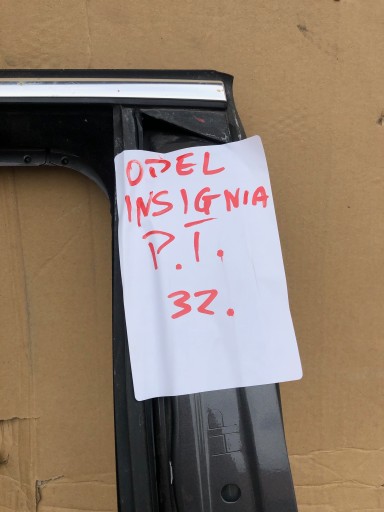 OPEL
INSIGNIA
P.I.
32.